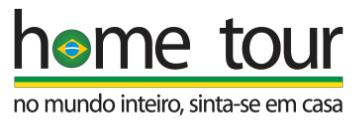 home tour
no mundo inteiro, sinta-se em casa